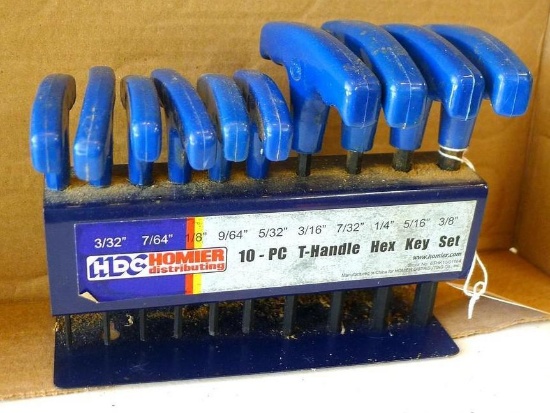 3/32" 7/64" 1/8" 9/64" 5/32" 3/16" 7/32" 1/4" 5/16" 3/8"
HDC HOMIER distributing
10 - PC T-Handle Hex Key Set
www.homier.com